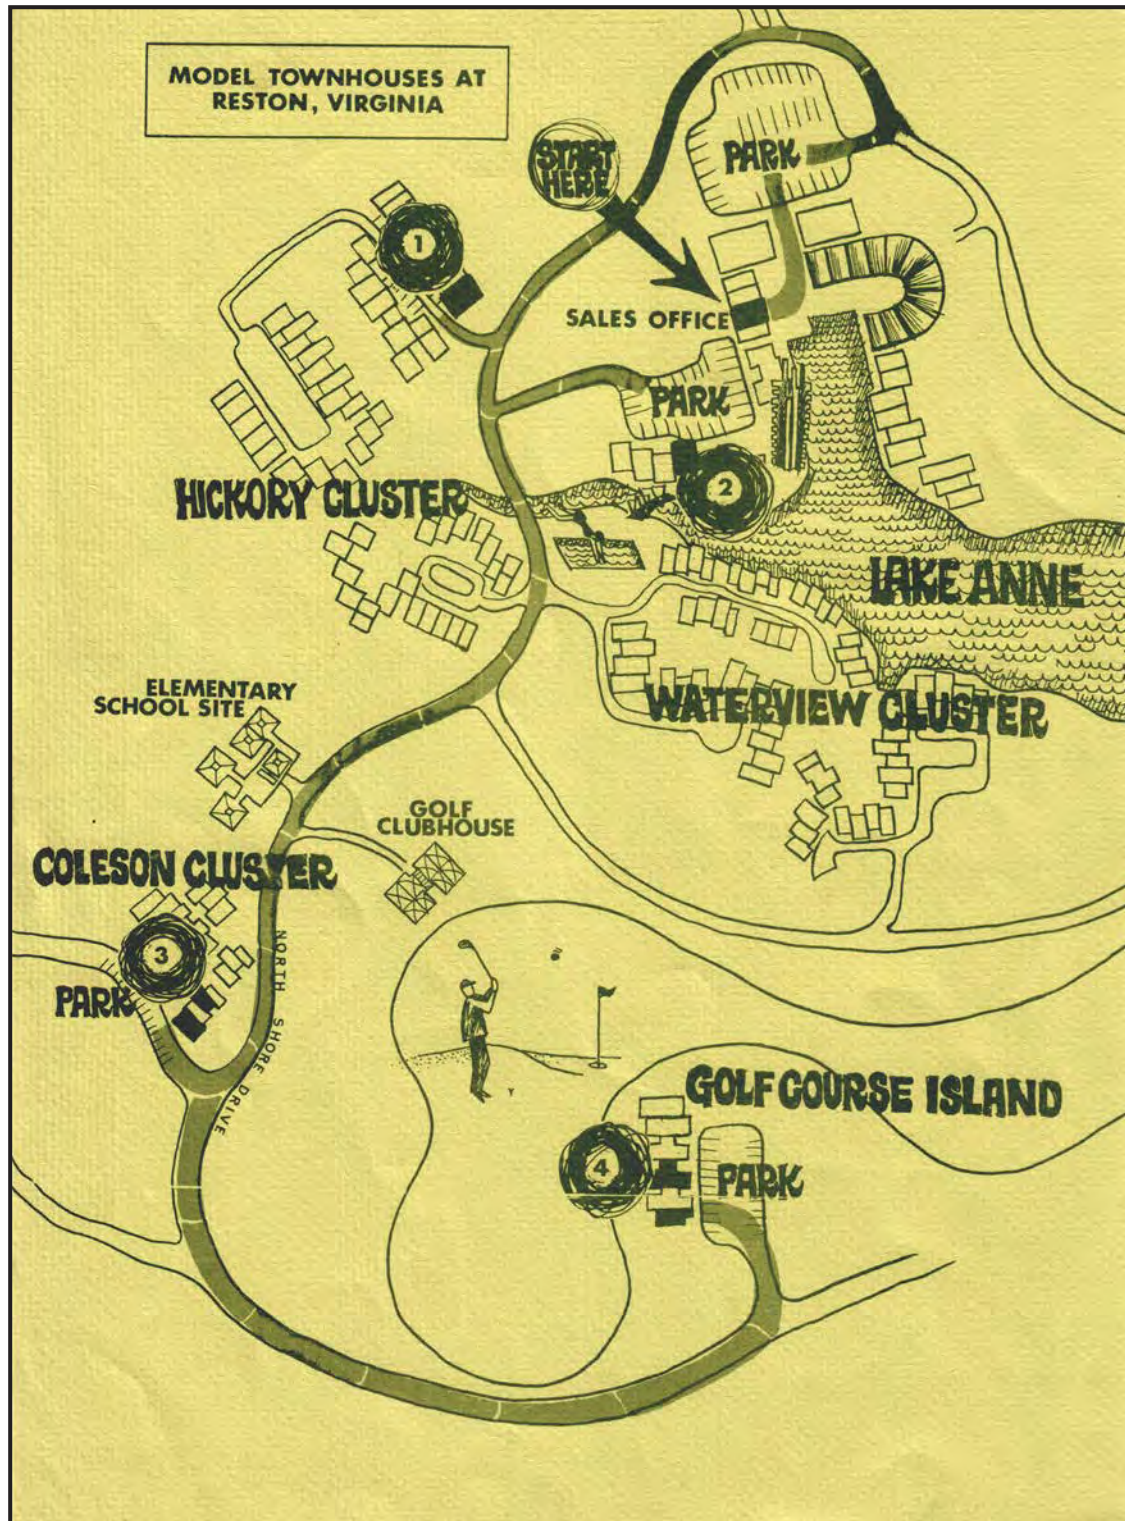 MODEL TOWNHOUSES AT
RESTON, VIRGINIA
START
HERE
PARK
1
SALES OFFICE
PARK
HICKORY CLUSTER
2
LAKE ANNE
ELEMENTARY
SCHOOL SITE
WATERVIEW CLUSTER
GOLF
CLUBHOUSE
COLESON CLUSTER
3
PARK
NORTH SHORE DRIVE
GOLF COURSE ISLAND
4
PARK